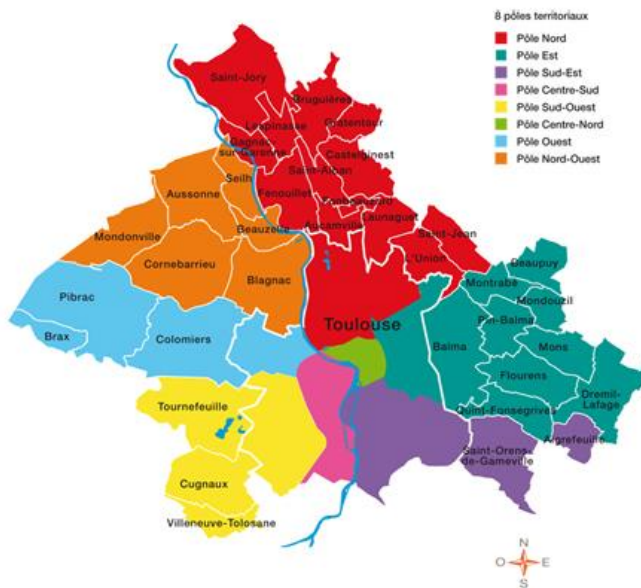 8 pôles territoriaux
Pôle Nord
Pôle Est
Pôle Sud-Est
Pôle Centre-Sud
Pôle Sud-Ouest
Pôle Centre-Nord
Pôle Ouest
Pôle Nord-Ouest
Saint-Jory
Bruguières
Lespinasse
Gratentour
Gagnac-
sur-Garonne
Castelginest
Saint-Alban
Seilh
Fenouillet
Aussonne
Fonbeauzard
Launaguet
Aucamville
Beauzelle
Saint-Jean
Mondonville
L'Union
Beaupuy
Cornebarrieu
Blagnac
Montrabé
Pibrac
Mondouzil
Pin-Balma
Toulouse
Brax
Colomiers
Balma
Mons
Flourens
Drémil-
Lafage
Tournefeuille
Quint-Fonsegrives
Aigrefeuille
Saint-Orens-
de-Gameville
Cugnaux
Villeneuve-Tolosane
N
O
E
S